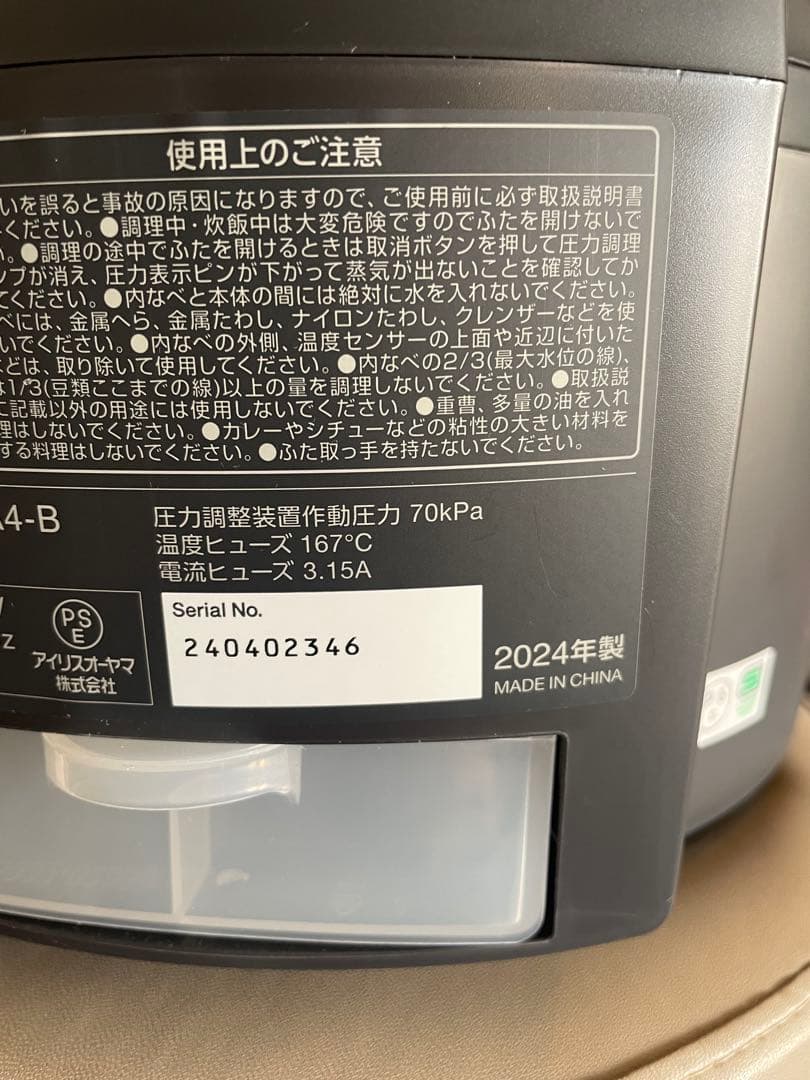 使用上のご注意
いを誤ると事故の原因になりますので、ご使用前に必ず取扱説明書
ください。●調理中・炊飯中は大変危険ですのでふたを開けないで
。●調理の途中でふたを開けるときは取消ボタンを押して圧力調理
ンプが消え、圧力表示ピンが下がって蒸気が出ないことを確認してか
てください。●内なべと本体の間には絶対に水を入れないでください。
べには、金属へら、金属たわし、ナイロンたわし、クレンザーなどを使
いでください。●内なべの外側、温度センサーの上面や近辺に付いた
どは、取り除いて使用してください。●内なべの2/3(最大水位の線)、
は1/3(豆類ここまでの線)以上の量を調理しないでください。●取扱説
に記載以外の用途には使用しないでください。●重曹、多量の油を入れ
理はしないでください。●カレーやシチューなどの粘性の大きい材料を
する料理はしないでください。●ふた取っ手を持たないでください。
A4-B
圧力調整装置作動圧力 70kPa
温度ヒューズ 167°C
電流ヒューズ 3.15A
PS
E
アイリスオーヤマ
株式会社
Serial No.
240402346
2024年製
MADE IN CHINA